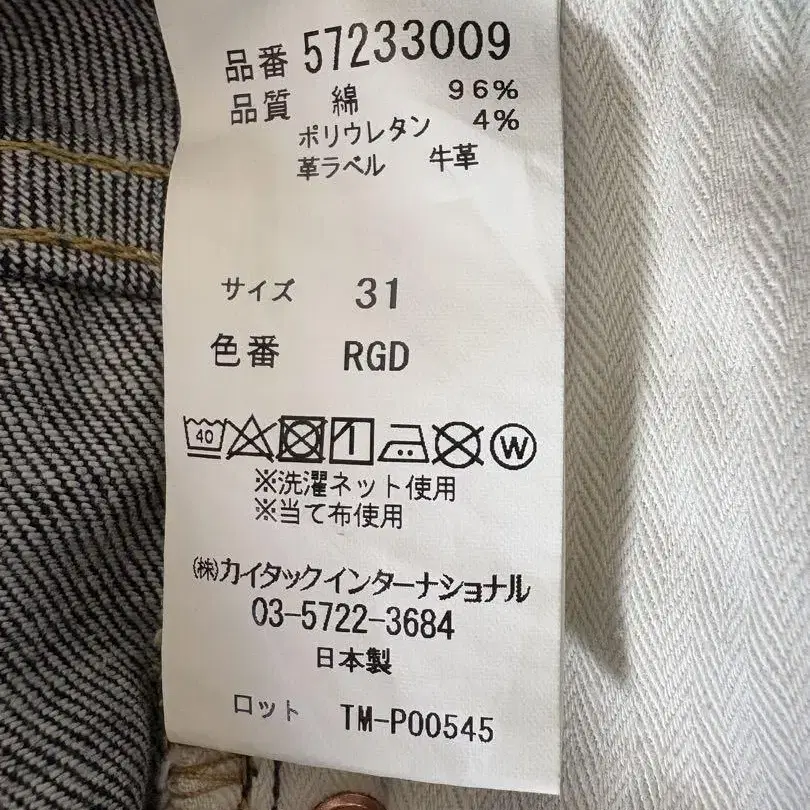 品番 57233009
品質 綿 96%
ポリウレタン 4%
革ラベル 牛革
サイズ 31
色番 RGD
40 W
※洗濯ネット使用
※当て布使用
(株)カイタックインターナショナル
03-5722-3684
日本製
ロット TM-P00545